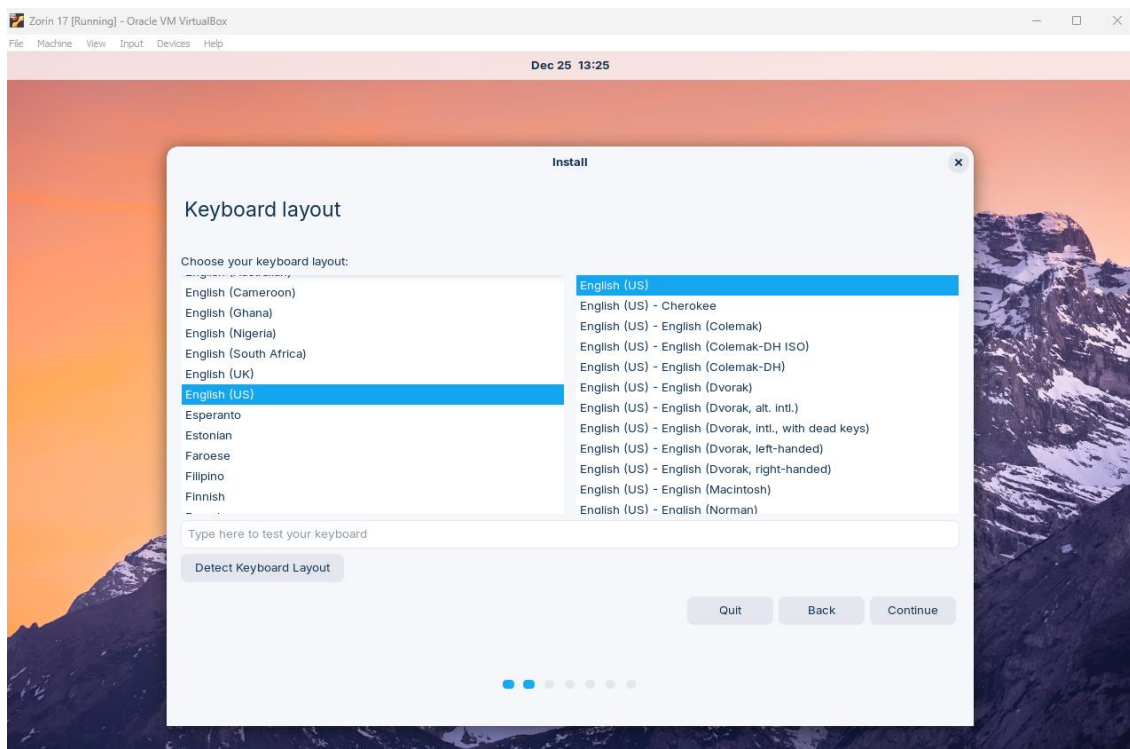 Zorin 17 [Running] - Oracle VM VirtualBox
File Machine View Input Devices Help
Dec 25 13:25
Install
Keyboard layout
Choose your keyboard layout:
English (Australian)
English (Cameroon)
English (Ghana)
English (Nigeria)
English (South Africa)
English (UK)
English (US)
Esperanto
Estonian
Faroese
Filipino
Finnish
English (US)
English (US) - Cherokee
English (US) - English (Colemak)
English (US) - English (Colemak-DH ISO)
English (US) - English (Colemak-DH)
English (US) - English (Dvorak)
English (US) - English (Dvorak, alt. intl.)
English (US) - English (Dvorak, intl., with dead keys)
English (US) - English (Dvorak, left-handed)
English (US) - English (Dvorak, right-handed)
English (US) - English (Macintosh)
English (US) - English (Norman)
Type here to test your keyboard
Detect Keyboard Layout
Quit Back Continue